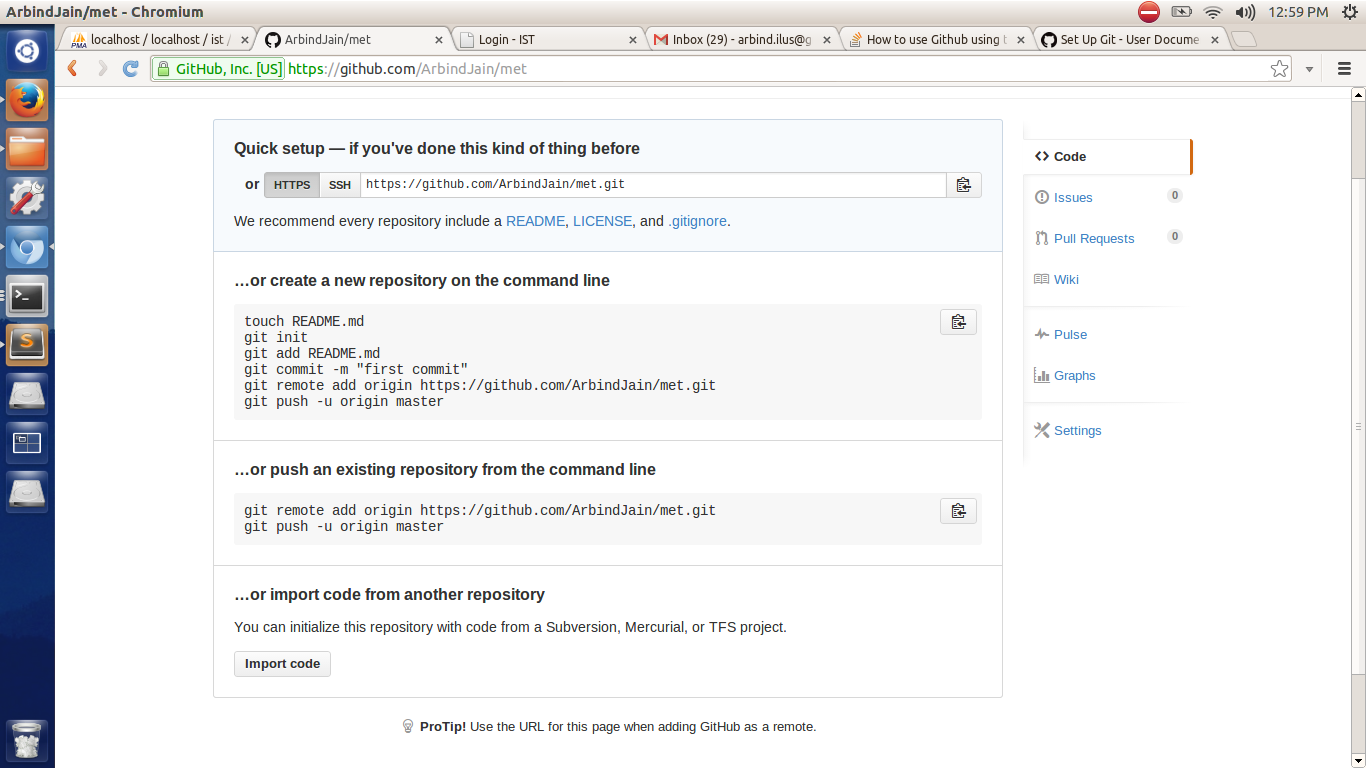 ArbindJain/met - Chromium
12:59 PM
localhost / localhost / ist /
ArbindJain/met
Login - IST
Inbox (29) - arbind.ilus@g
How to use Github using t
Set Up Git - User Docume
GitHub, Inc. [US] https://github.com/ArbindJain/met
Quick setup — if you've done this kind of thing before
or HTTPS SSH https://github.com/ArbindJain/met.git
We recommend every repository include a README, LICENSE, and .gitignore.
…or create a new repository on the command line
touch README.md
git init
git add README.md
git commit -m "first commit"
git remote add origin https://github.com/ArbindJain/met.git
git push -u origin master
…or push an existing repository from the command line
git remote add origin https://github.com/ArbindJain/met.git
git push -u origin master
…or import code from another repository
You can initialize this repository with code from a Subversion, Mercurial, or TFS project.
Import code
ProTip! Use the URL for this page when adding GitHub as a remote.
Code
Issues 0
Pull Requests 0
Wiki
Pulse
Graphs
Settings